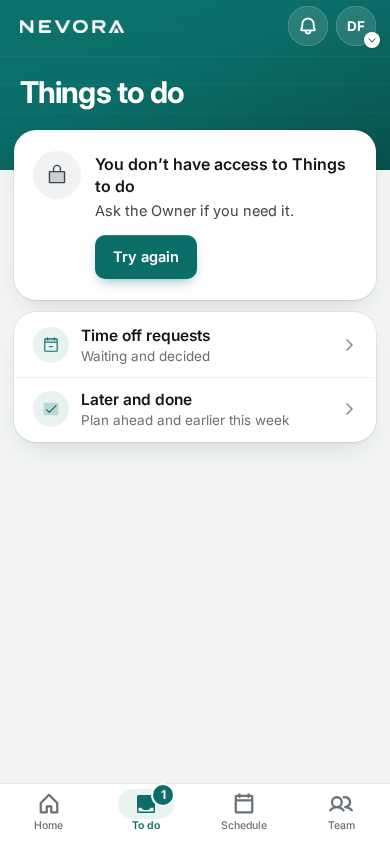 NEVORA
DF
Things to do
You don’t have access to Things
to do
Ask the Owner if you need it.
Try again
Time off requests
Waiting and decided
Later and done
Plan ahead and earlier this week
1
Home
To do
Schedule
Team